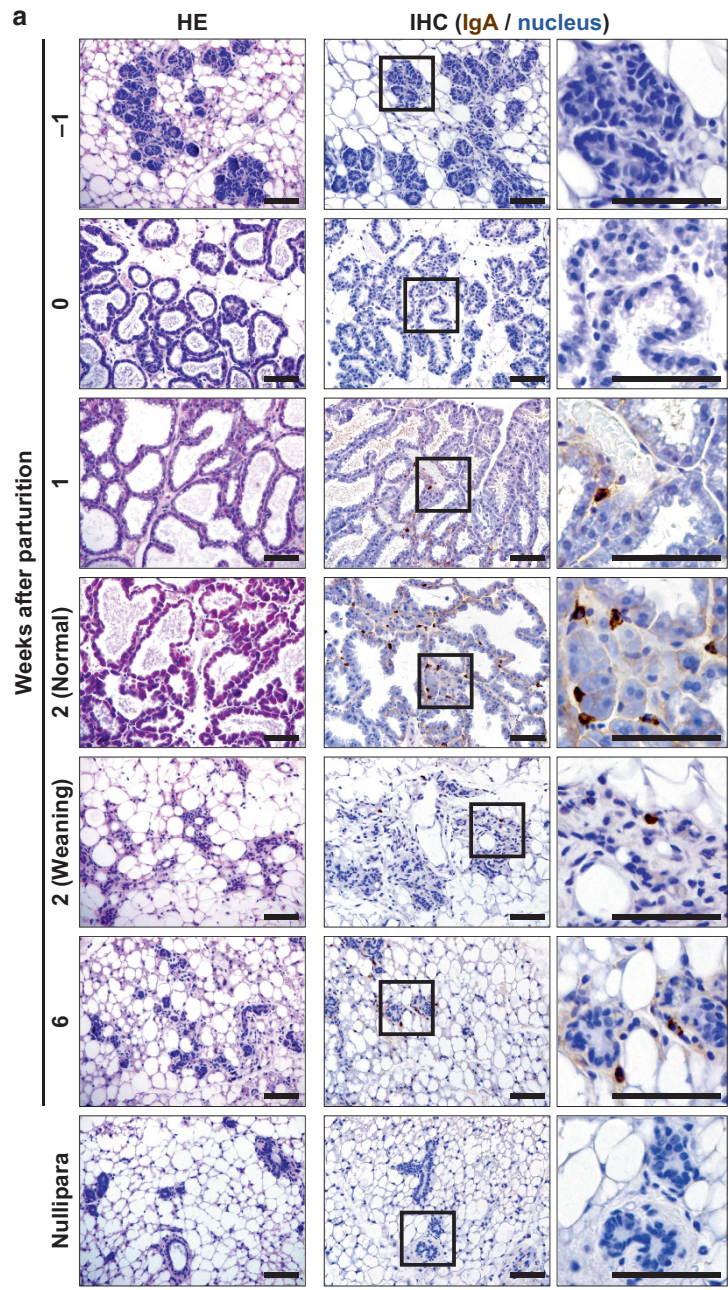 a
HE
IHC (IgA / nucleus)
Weeks after parturition
–1
0
1
2 (Normal)
2 (Weaning)
6
Nullipara